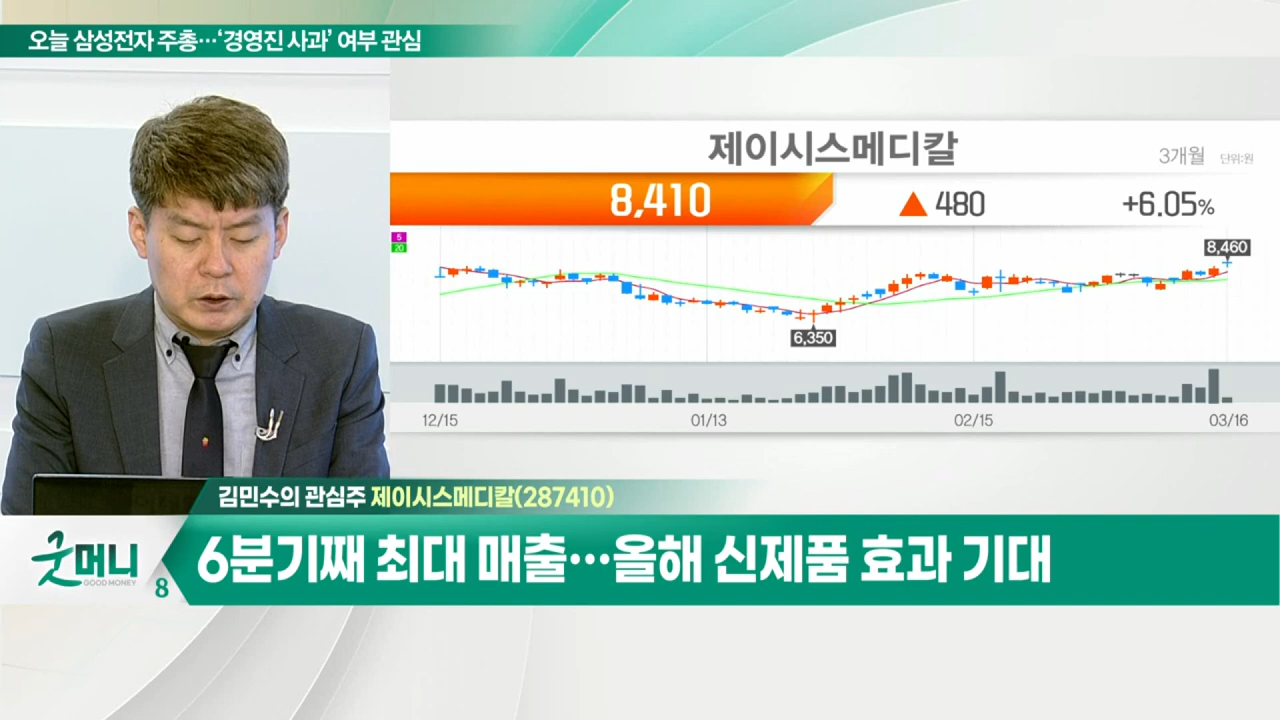 오늘 삼성전자 주총…‘경영진 사과’ 여부 관심
제이시스메디칼
3개월 단위:원
8,410 ▲ 480 +6.05%
5
20
8,460
6,350
12/15 01/13 02/15 03/16
김민수의 관심주 제이시스메디칼(287410)
6분기째 최대 매출…올해 신제품 효과 기대
굿머니
GOOD MONEY
8